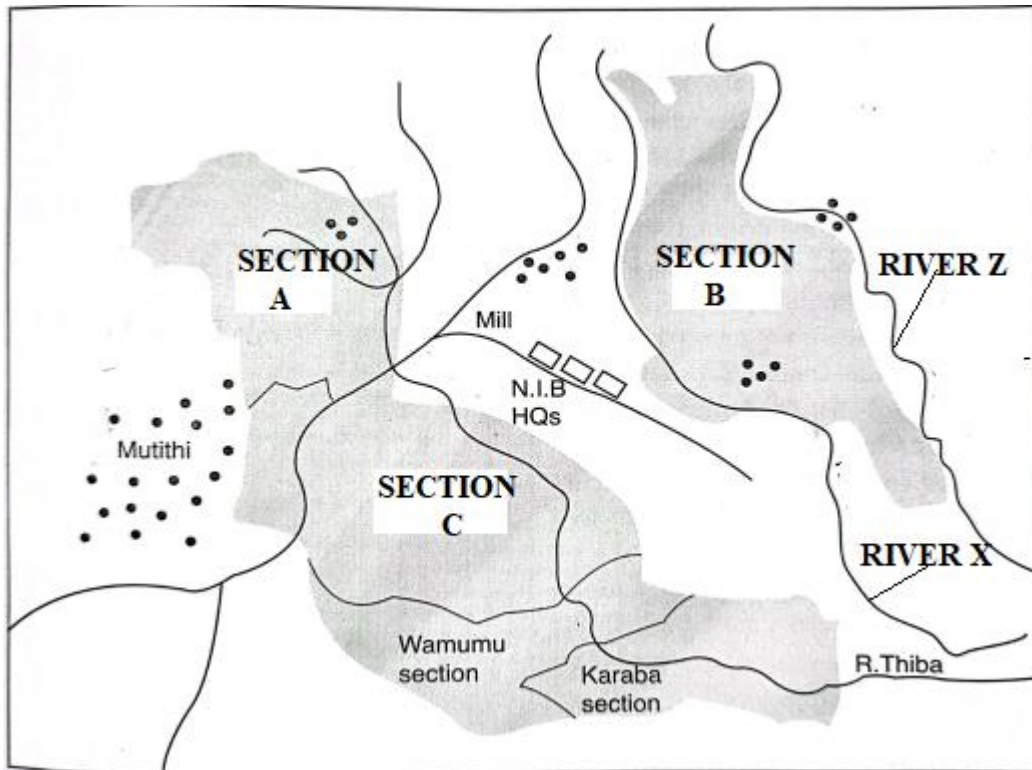 SECTION
A
SECTION
B
RIVER Z
Mill
N.I.B
HQs
Mutithi
SECTION
C
RIVER X
Wamumu
section
Karaba
section
R.Thiba